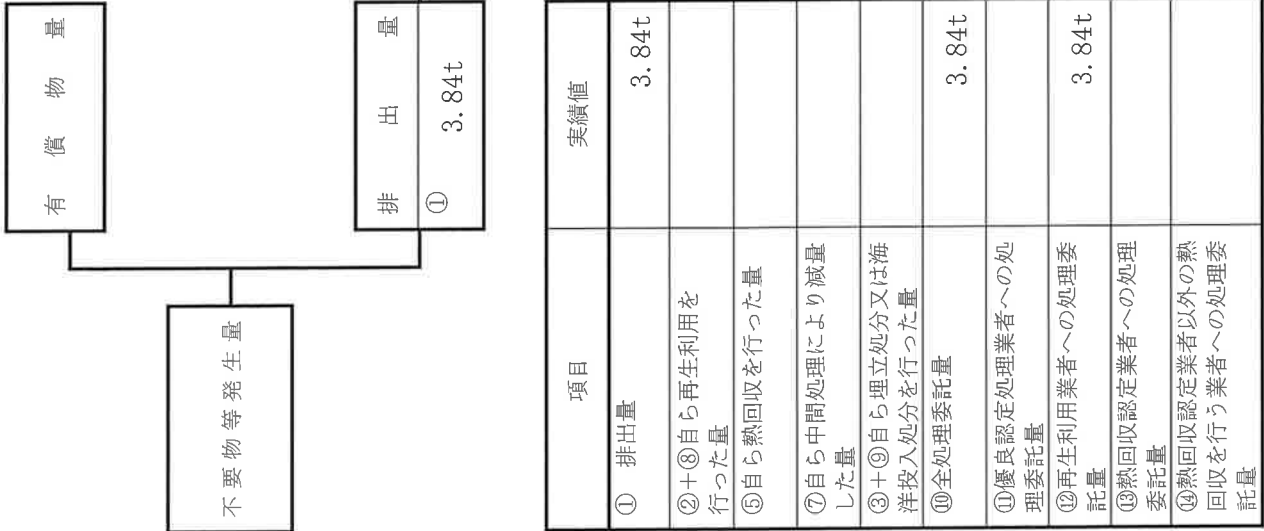 有償物量
不要物等発生量
排出量
①
3.84t
項目
実績値
① 排出量
3.84t
②+⑧自ら再生利用を
行った量
⑤自ら熱回収を行った量
⑦自ら中間処理により減量
した量
③+⑨自ら埋立処分又は海
洋投入処分を行った量
⑩全処理委託量
3.84t
⑪優良認定処理業者への処
理委託量
⑫再生利用業者への処理委
託量
3.84t
⑬熱回収認定業者への処理
委託量
⑭熱回収認定業者以外の熱
回収を行う業者への処理委
託量